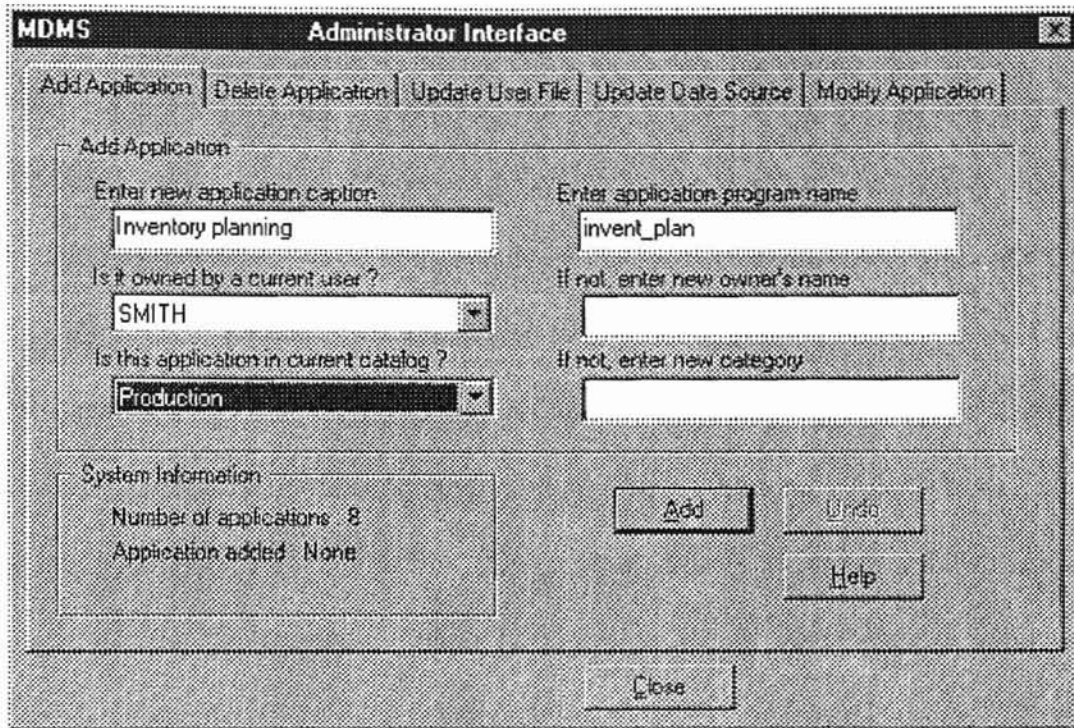 MDMS Administrator Interface
Add Application Delete Application Update User File Update Data Source Modify Application
Add Application
Enter new application caption Enter application program name
Inventory planning invent_plan
Is it owned by a current user ? If not, enter new owner's name
SMITH
Is this application in current catalog ? If not, enter new category
Production
System Information
Number of applications 8
Application added None
Add Undo
Help
Close